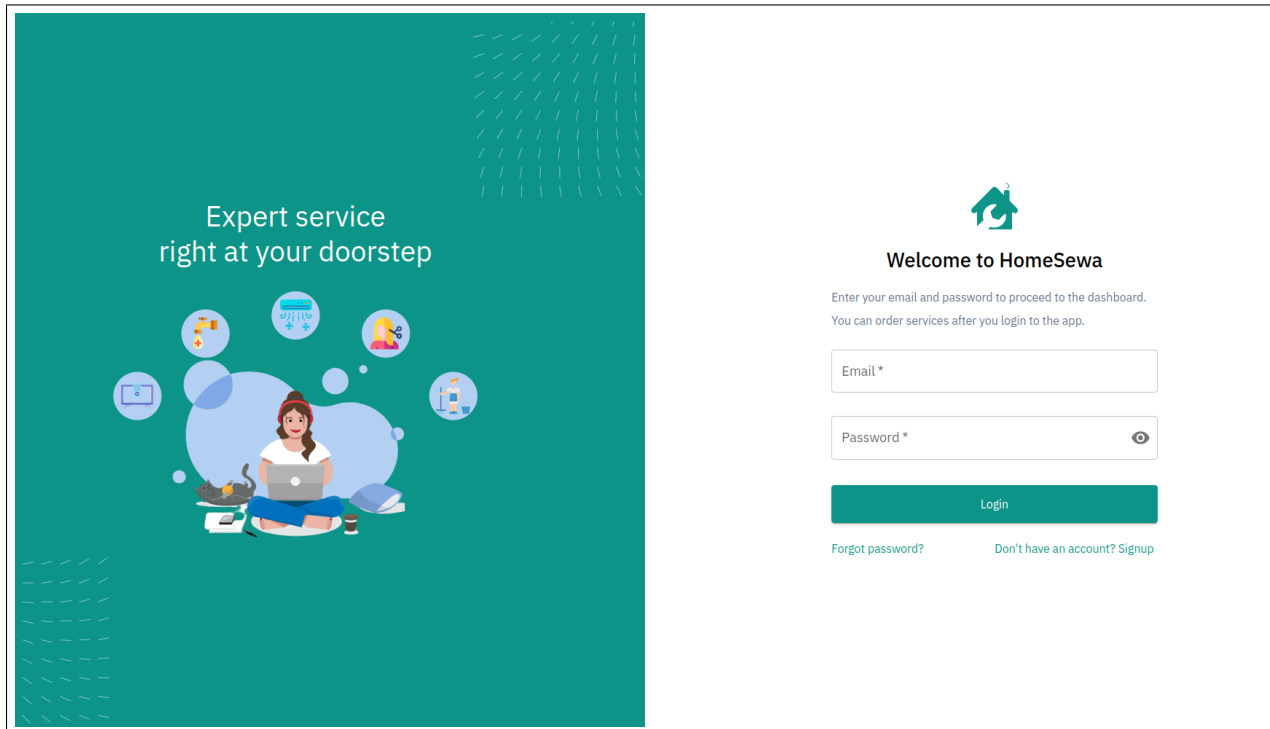 Expert service
right at your doorstep
Welcome to HomeSewa
Enter your email and password to proceed to the dashboard.
You can order services after you login to the app.
Email *
Password *
Login
Forgot password?
Don't have an account? Signup